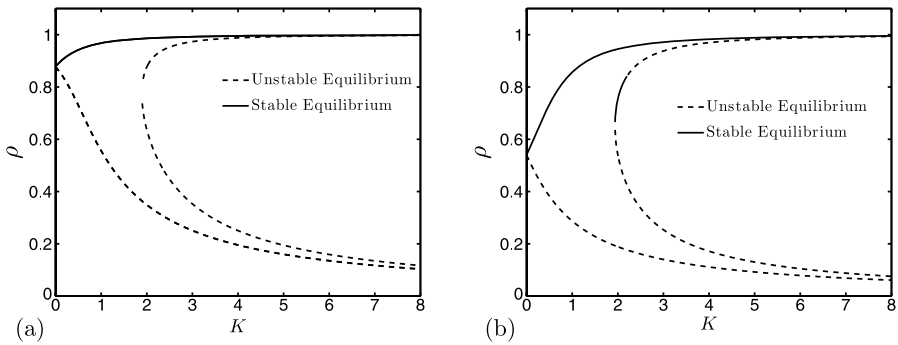 1
0.8
0.6
0.4
0.2
0
ρ
Unstable Equilibrium
Stable Equilibrium
0 1 2 3 4 5 6 7 8
K
(a)
1
0.8
0.6
0.4
0.2
0
ρ
Unstable Equilibrium
Stable Equilibrium
0 1 2 3 4 5 6 7 8
K
(b)